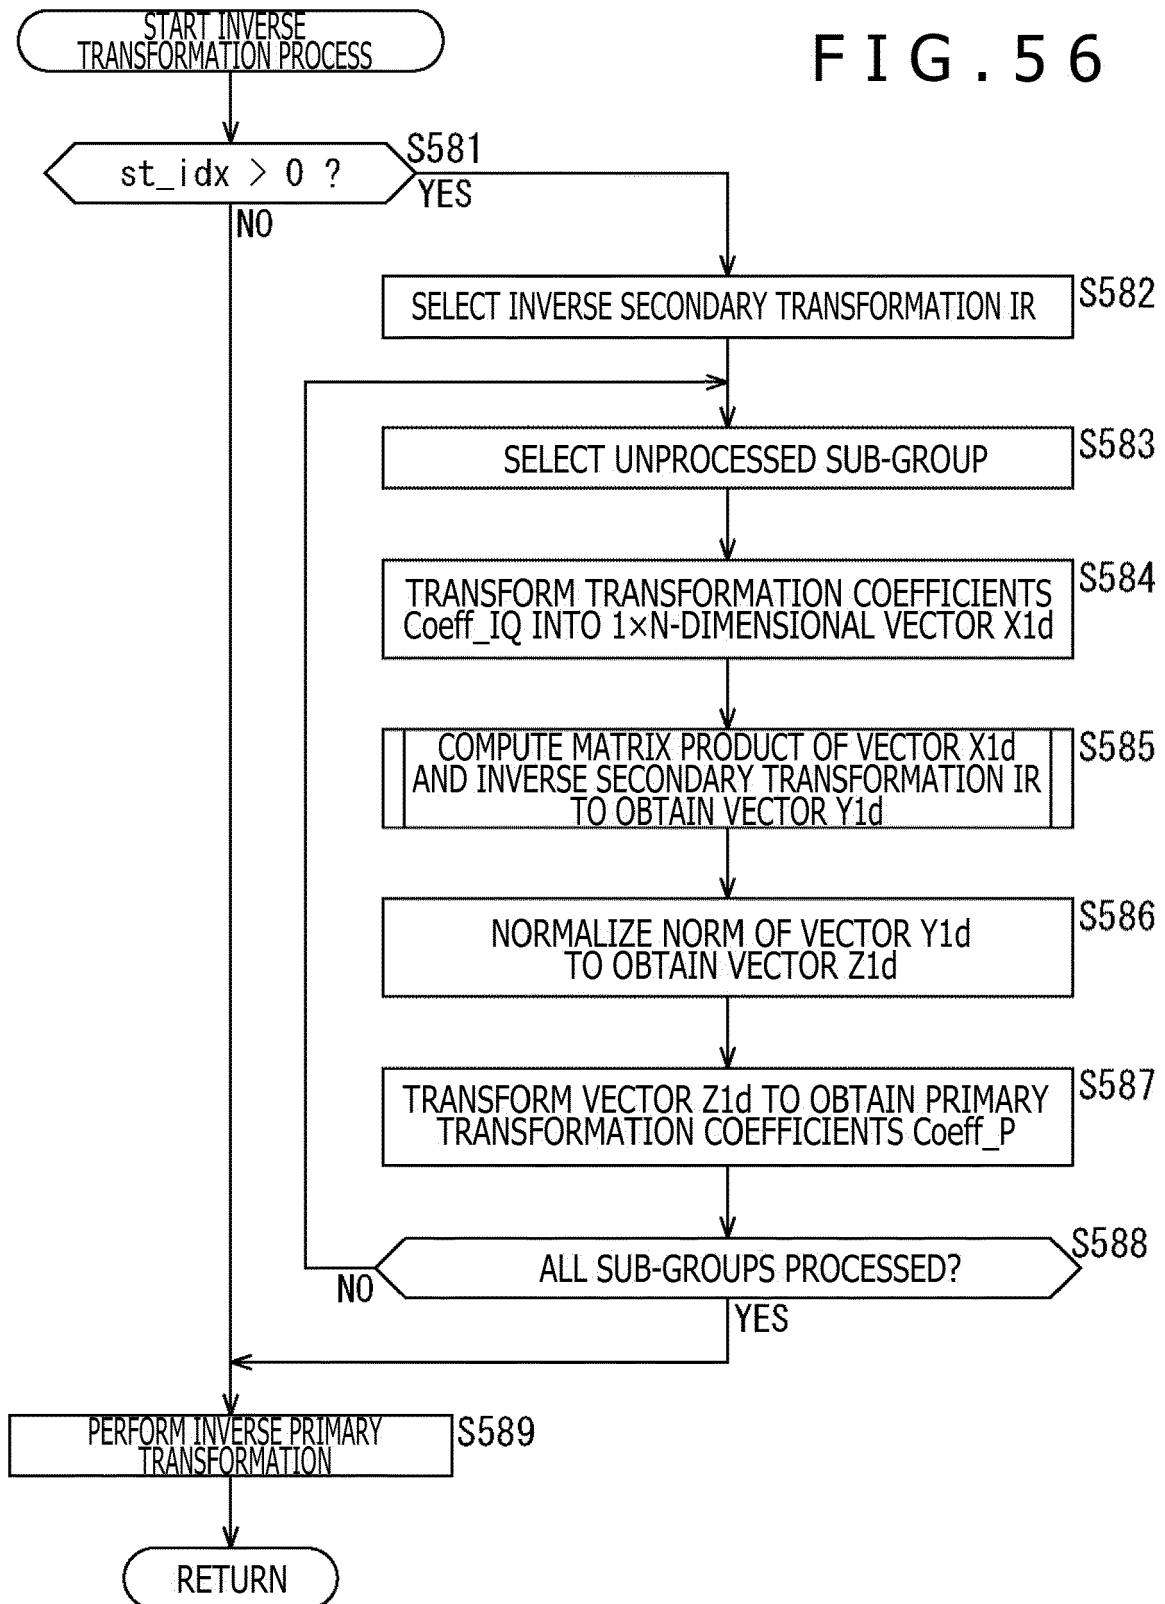 START INVERSE
TRANSFORMATION PROCESS
FIG.56
st_idx > 0 ?
S581
YES
NO
SELECT INVERSE SECONDARY TRANSFORMATION IR
S582
SELECT UNPROCESSED SUB-GROUP
S583
TRANSFORM TRANSFORMATION COEFFICIENTS
Coeff_IQ INTO 1×N-DIMENSIONAL VECTOR X1d
S584
COMPUTE MATRIX PRODUCT OF VECTOR X1d
AND INVERSE SECONDARY TRANSFORMATION IR
TO OBTAIN VECTOR Y1d
S585
NORMALIZE NORM OF VECTOR Y1d
TO OBTAIN VECTOR Z1d
S586
TRANSFORM VECTOR Z1d TO OBTAIN PRIMARY
TRANSFORMATION COEFFICIENTS Coeff_P
S587
ALL SUB-GROUPS PROCESSED?
S588
NO
YES
PERFORM INVERSE PRIMARY
TRANSFORMATION
S589
RETURN